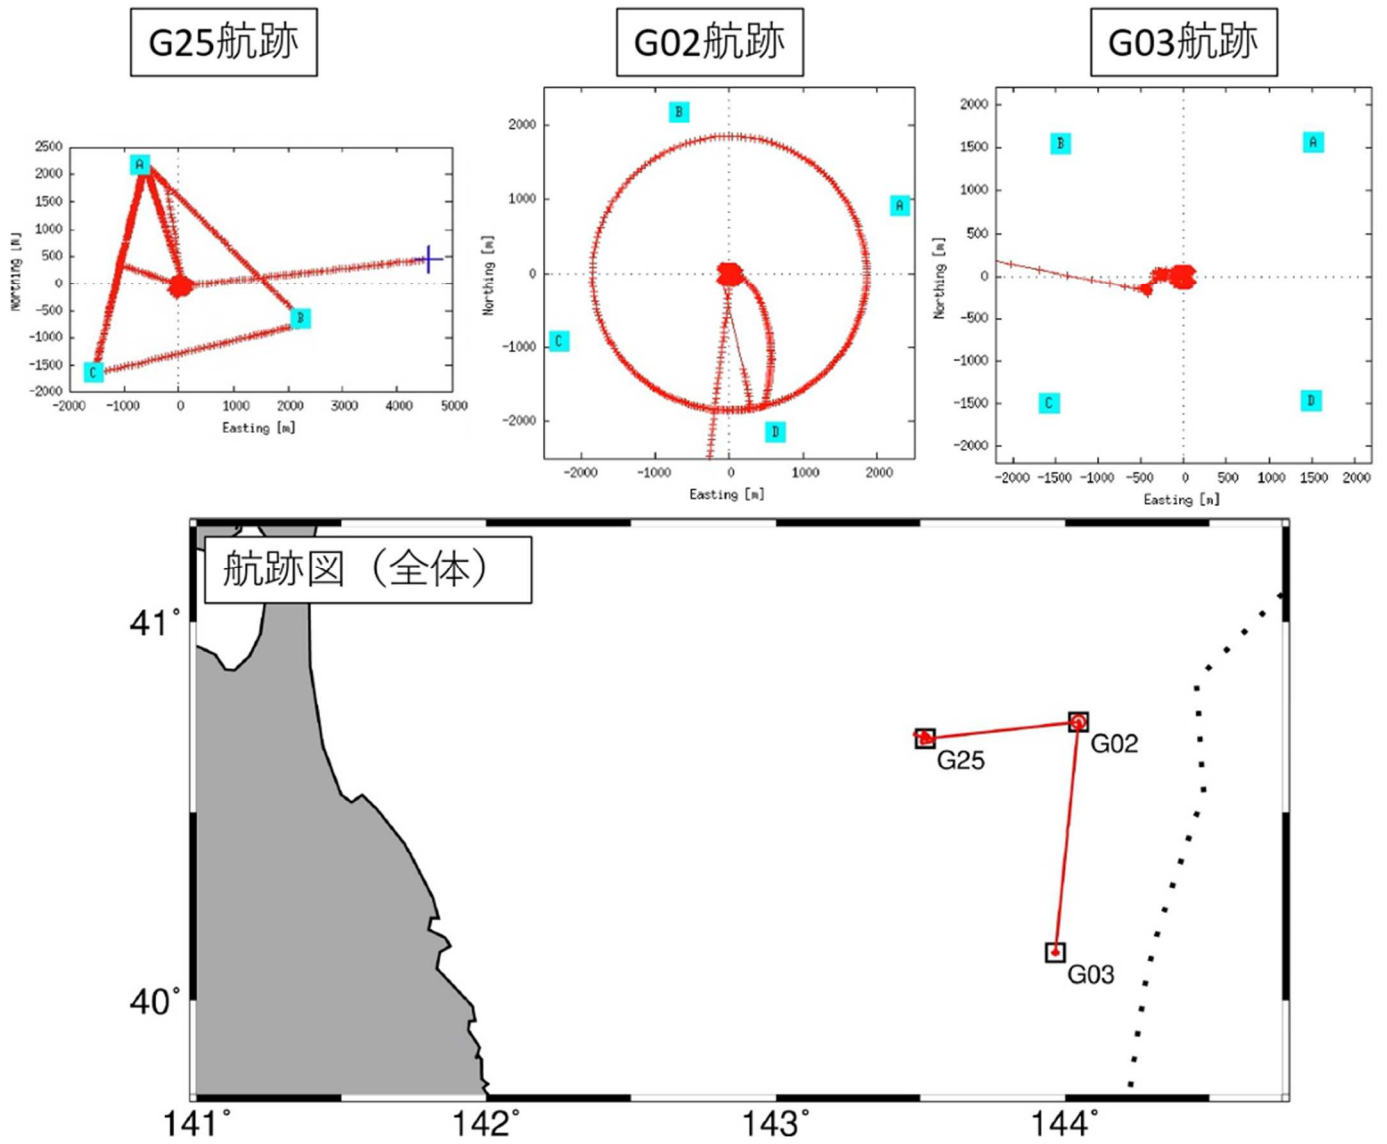 G25航跡
G02航跡
G03航跡
2500
2000
1500
1000
500
0
-500
-1000
-1500
-2000
Northing [m]
-2000 -1000 0 1000 2000 3000 4000 5000
Easting [m]
A
B
C
2000
1000
0
-1000
-2000
Northing [m]
-2000 -1000 0 1000 2000
Easting [m]
B
A
C
D
2000
1500
1000
500
0
-500
-1000
-1500
-2000
Northing [m]
-2000 -1500 -1000 -500 0 500 1000 1500 2000
Easting [m]
B
A
C
D
航跡図（全体）
41°
40°
G25
G02
G03
141° 142° 143° 144°